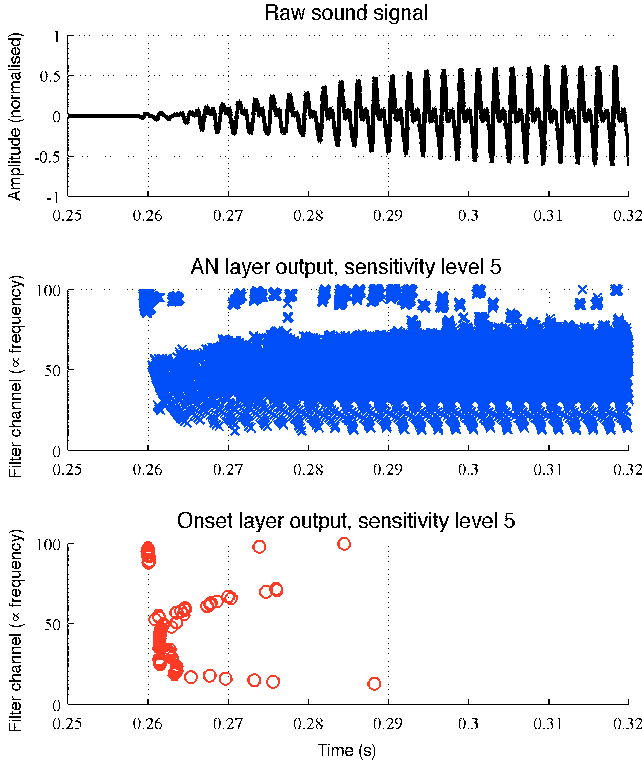 Raw sound signal
Amplitude (normalised)
1
0.5
0
-0.5
-1
0.25 0.26 0.27 0.28 0.29 0.3 0.31 0.32
AN layer output, sensitivity level 5
Filter channel (∝ frequency)
100
50
0
0.25 0.26 0.27 0.28 0.29 0.3 0.31 0.32
Onset layer output, sensitivity level 5
Filter channel (∝ frequency)
100
50
0
0.25 0.26 0.27 0.28 0.29 0.3 0.31 0.32
Time (s)